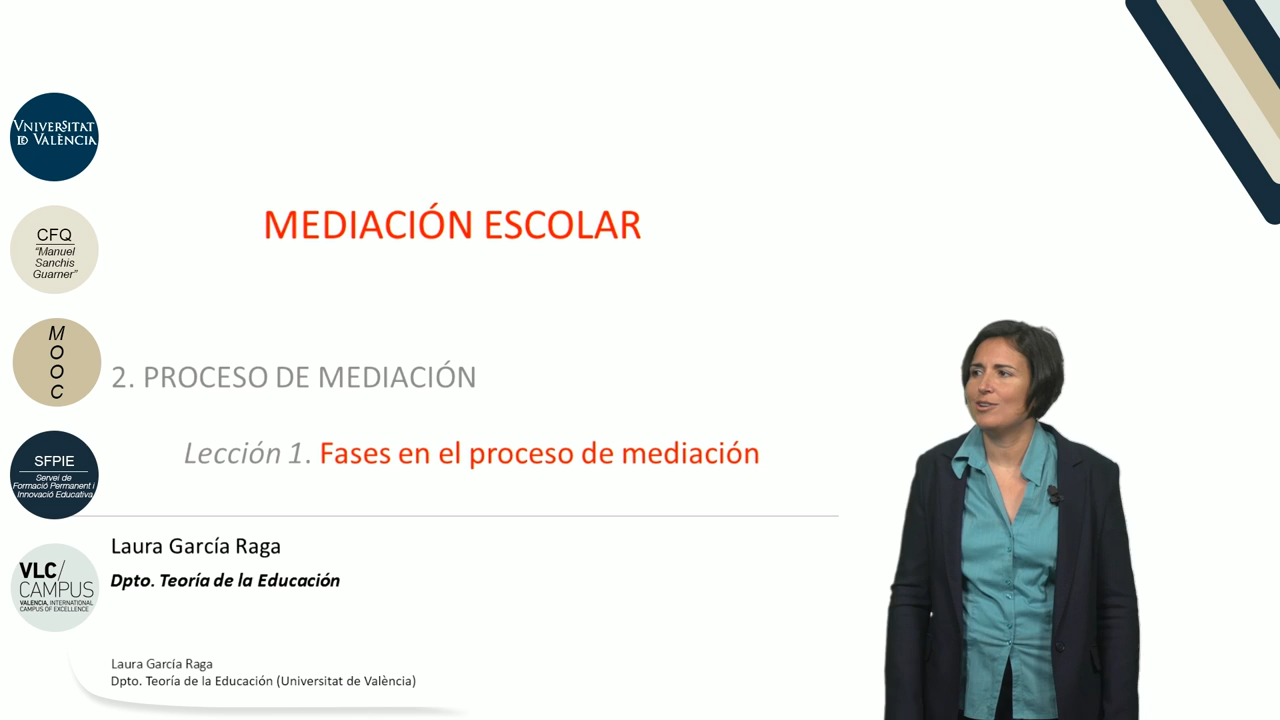 VNIVERSITAT
ID VALÈNCIA
CFQ
“Manuel
Sanchis
Guarner”
M
O
O
C
SFPIE
Servei de
Formació Permanent i
Innovació Educativa
VLC/
CAMPUS
VALENCIA, INTERNATIONAL
CAMPUS OF EXCELLENCE
MEDIACIÓN ESCOLAR
2. PROCESO DE MEDIACIÓN
Lección 1. Fases en el proceso de mediación
Laura García Raga
Dpto. Teoría de la Educación
Laura García Raga
Dpto. Teoría de la Educación (Universitat de València)